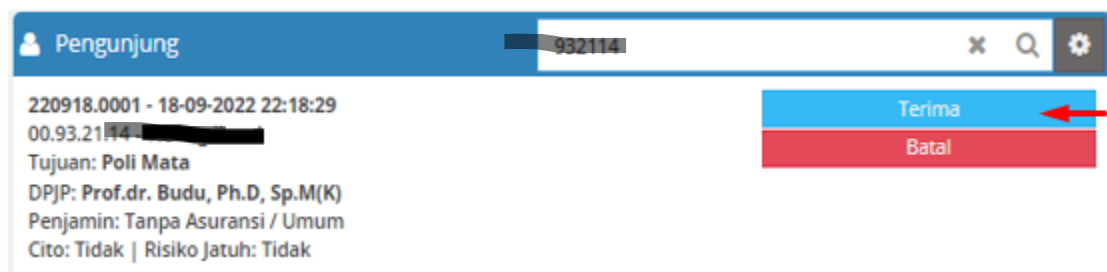 Pengunjung 932114
220918.0001 - 18-09-2022 22:18:29
Terima
00.93.21.14 -
Batal
Tujuan: Poli Mata
DPJP: Prof.dr. Budu, Ph.D, Sp.M(K)
Penjamin: Tanpa Asuransi / Umum
Cito: Tidak | Risiko Jatuh: Tidak